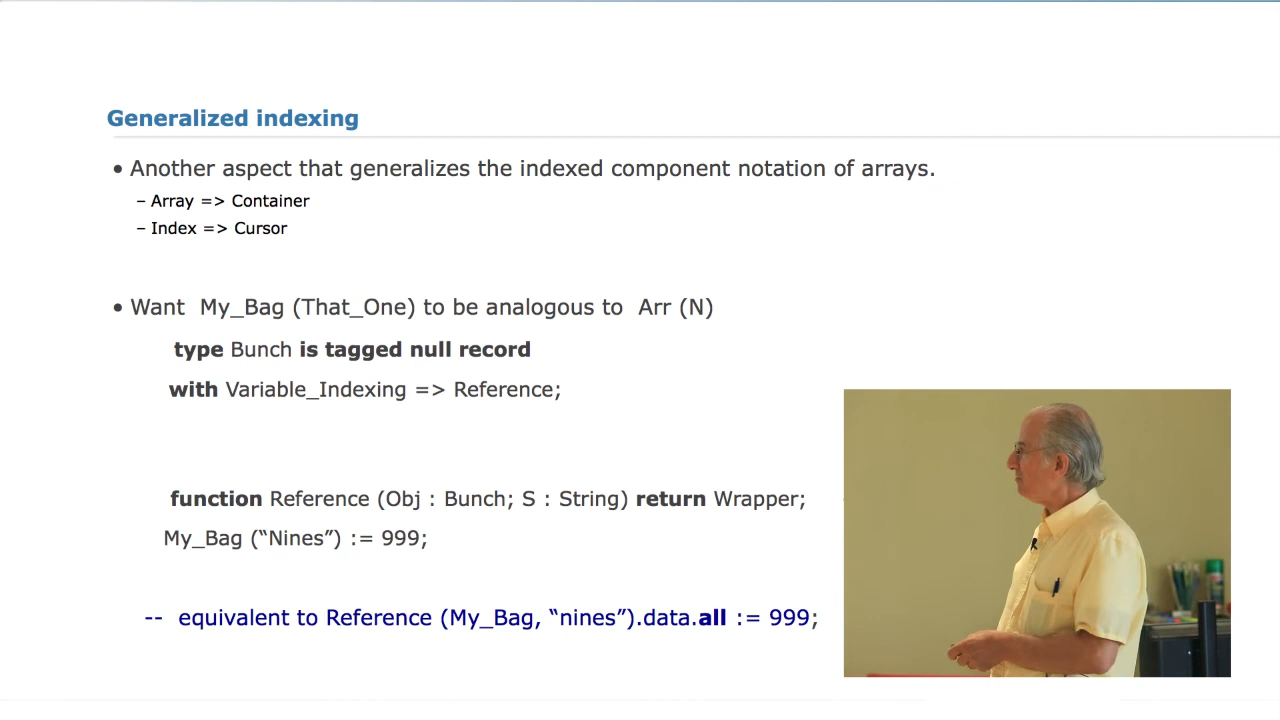 Generalized indexing
• Another aspect that generalizes the indexed component notation of arrays.
– Array => Container
– Index => Cursor
• Want My_Bag (That_One) to be analogous to Arr (N)
type Bunch is tagged null record
with Variable_Indexing => Reference;
function Reference (Obj : Bunch; S : String) return Wrapper;
My_Bag (“Nines”) := 999;
-- equivalent to Reference (My_Bag, “nines”).data.all := 999;